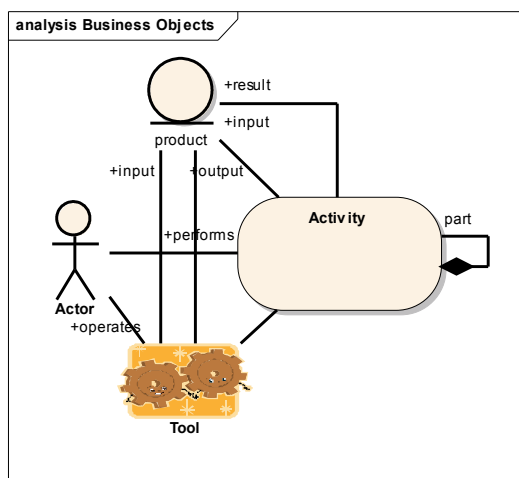 analysis Business Objects
+result
+input
product
+input
+output
Activity
part
+performs
Actor
+operates
Tool